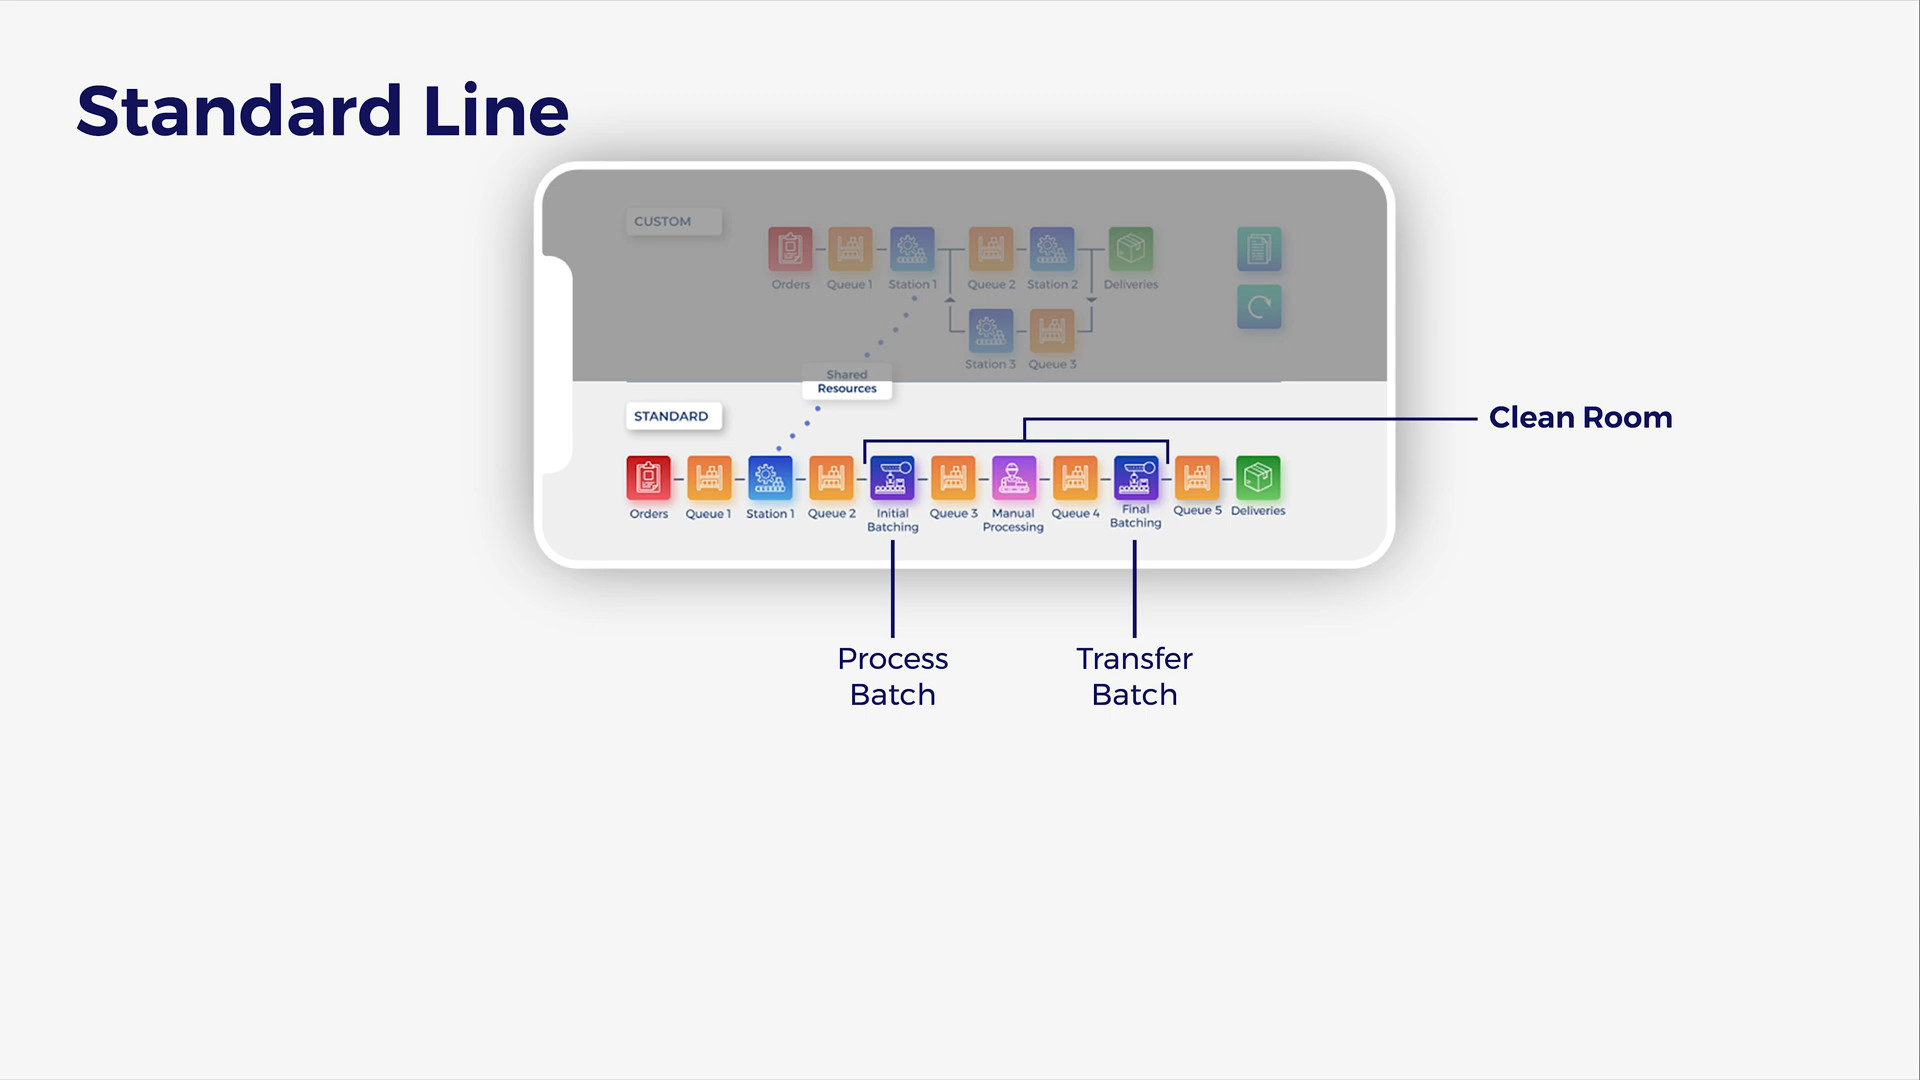 Standard Line
CUSTOM
Orders
Queue 1
Station 1
Queue 2
Station 2
Deliveries
Station 3
Queue 3
Shared
Resources
STANDARD
Clean Room
Orders
Queue 1
Station 1
Queue 2
Initial
Batching
Queue 3
Manual
Processing
Queue 4
Final
Batching
Queue 5
Deliveries
Process
Batch
Transfer
Batch